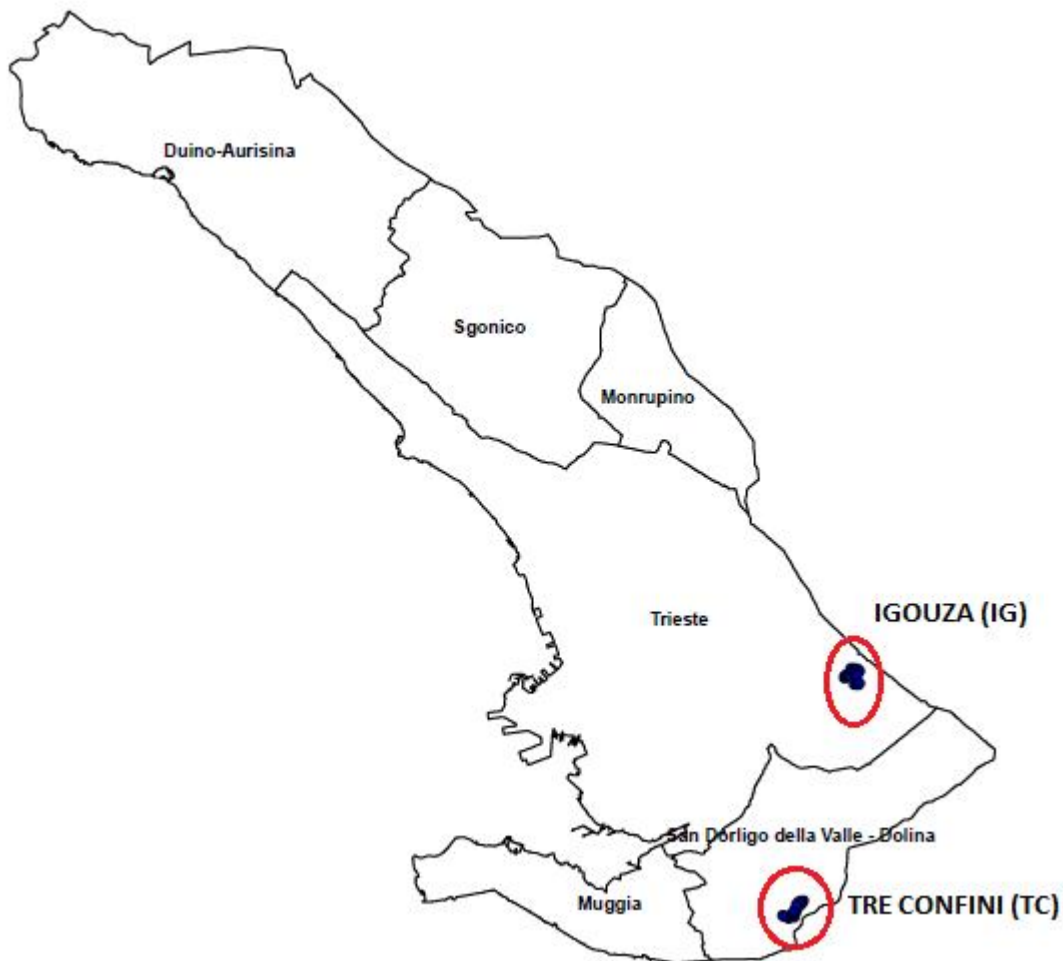 Duino-Aurisina
Sgonico
Monrupino
IGOUZA (IG)
Trieste
San Dorligo della Valle - Dolina
Muggia
TRE CONFINI (TC)